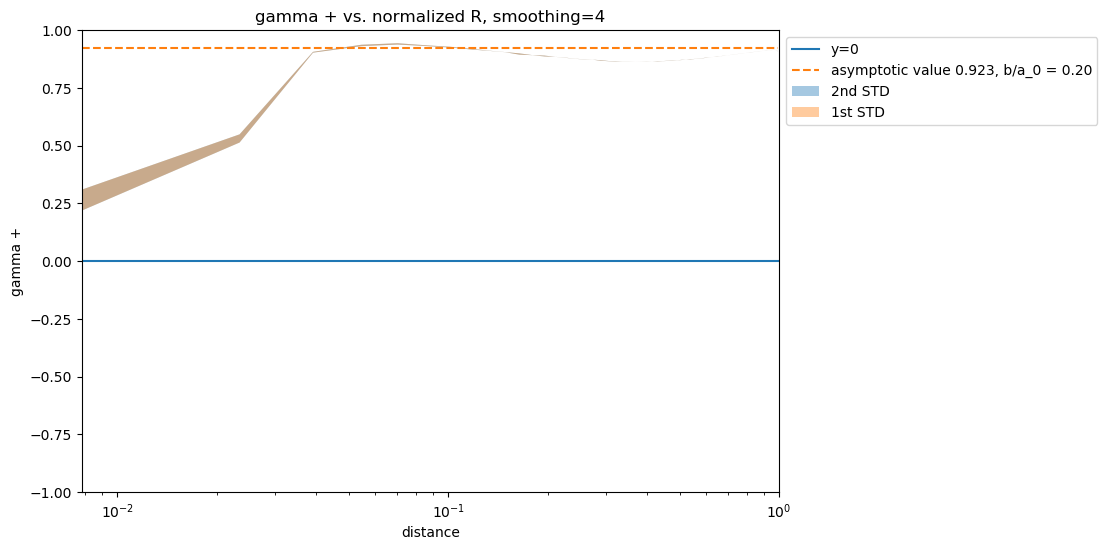 gamma + vs. normalized R, smoothing=4
1.00
0.75
0.50
0.25
0.00
−0.25
−0.50
−0.75
−1.00
gamma +
10⁻²
10⁻¹
10⁰
distance
y=0
asymptotic value 0.923, b/a_0 = 0.20
2nd STD
1st STD